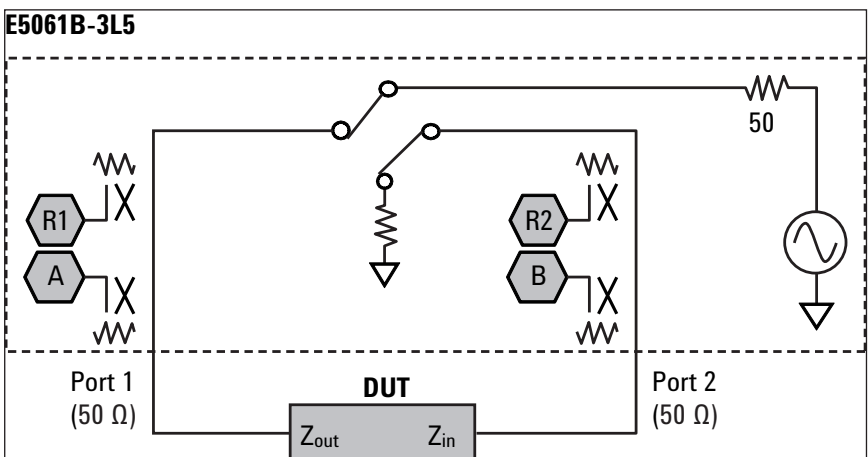 E5061B-3L5
50
R1
R2
A
B
Port 1
(50 Ω)
DUT
Port 2
(50 Ω)
Zout
Zin